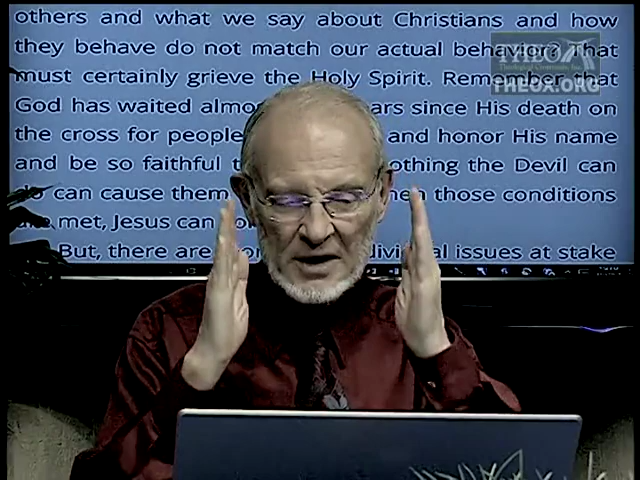 others and what we say about Christians and how
they behave do not match our actual behavior? That
must certainly grieve the Holy Spirit. Remember that
God has waited ars since His death on
the cross for people and honor His name
and be so faithful othing the Devil can
do can cause them those conditions
met, Jesus can
But, there are issues at stake
THEOX.ORG